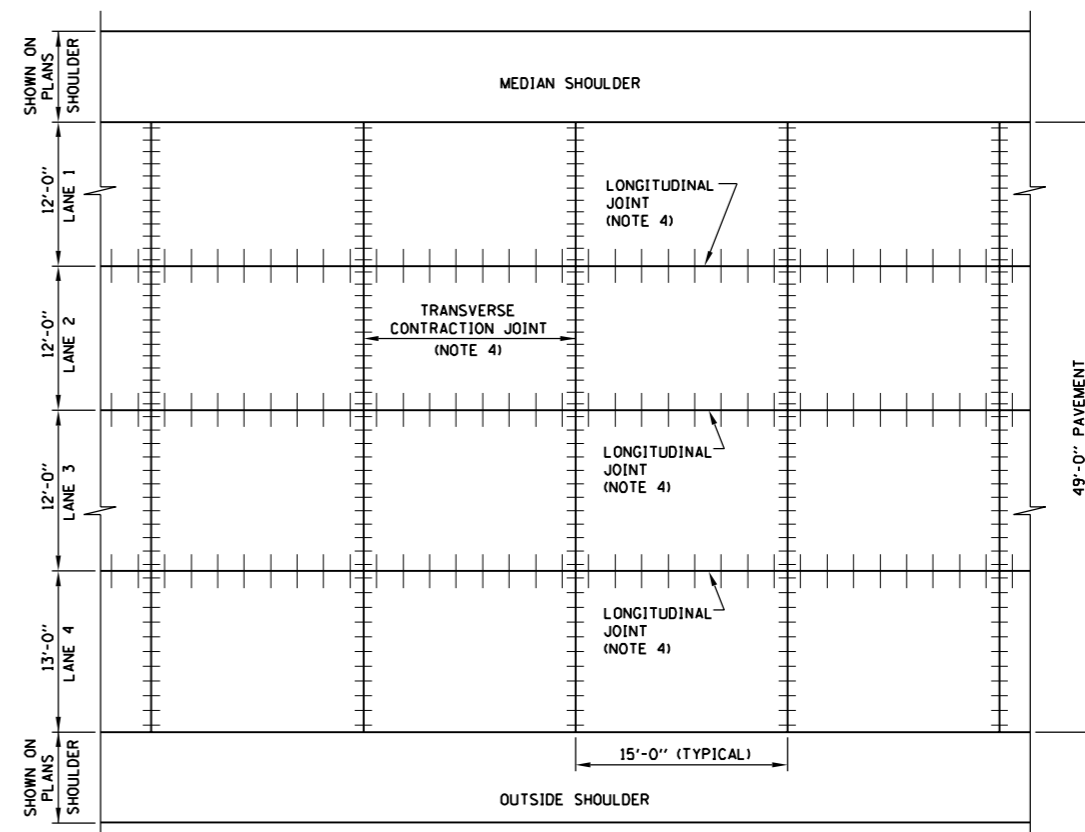 SHOWN ON
PLANS
SHOULDER
MEDIAN SHOULDER
12'-0"
LANE 1
LONGITUDINAL
JOINT
(NOTE 4)
12'-0"
LANE 2
TRANSVERSE
CONTRACTION JOINT
(NOTE 4)
12'-0"
LANE 3
LONGITUDINAL
JOINT
(NOTE 4)
49'-0" PAVEMENT
13'-0"
LANE 4
LONGITUDINAL
JOINT
(NOTE 4)
SHOWN ON
PLANS
SHOULDER
15'-0" (TYPICAL)
OUTSIDE SHOULDER